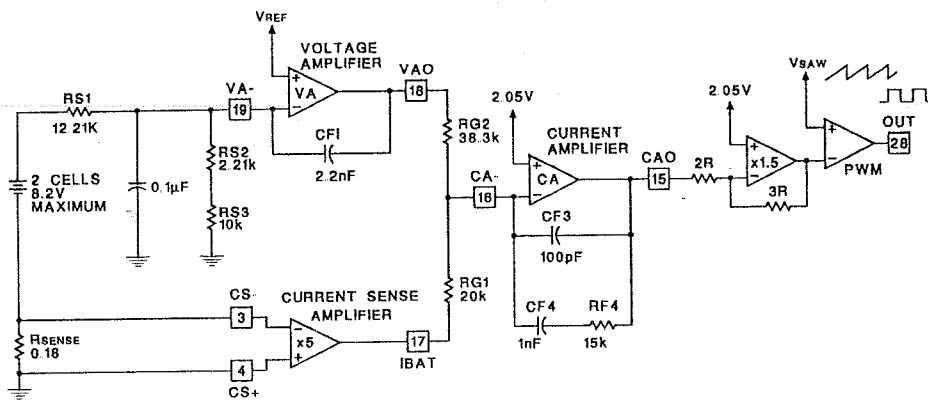 VREF
VOLTAGE
AMPLIFIER
VA-
19
+
VA
-
VAO
18
RS1
12.21K
CF1
2.2nF
RS2
2.21k
RS3
10k
0.1µF
2 CELLS
8.2V
MAXIMUM
RG2
38.3k
2.05V
CURRENT
AMPLIFIER
+
CA
-
CA-
16
CAO
15
CF3
100pF
CF4
1nF
RF4
15k
RG1
20k
2R
2.05V
+
x1.5
-
3R
VSAW
+
-
PWM
OUT
28
CS-
3
CURRENT SENSE
AMPLIFIER
-
x5
+
17
IBAT
RSENSE
0.18
4
CS+